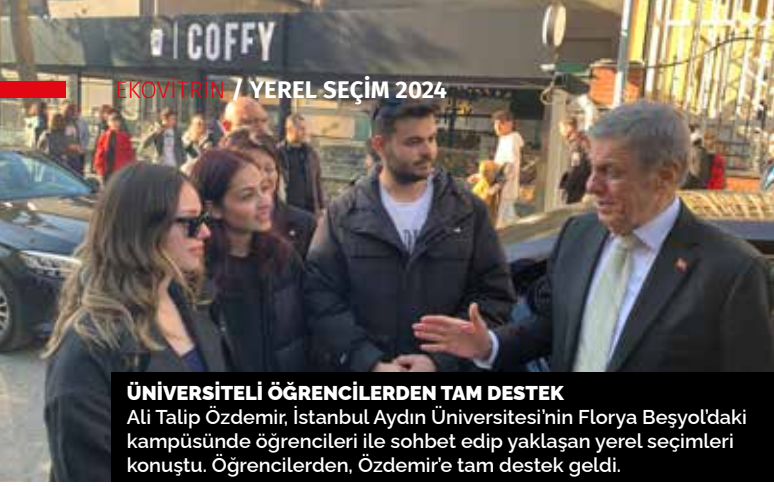 COFFY
EKOVİTRİN / YEREL SEÇİM 2024
ÜNİVERSİTELİ ÖĞRENCİLERDEN TAM DESTEK
Ali Talip Özdemir, İstanbul Aydın Üniversitesi'nin Florya Beşyol'daki
kampüsünde öğrencileri ile sohbet edip yaklaşan yerel seçimleri
konuştu. Öğrencilerden, Özdemir'e tam destek geldi.